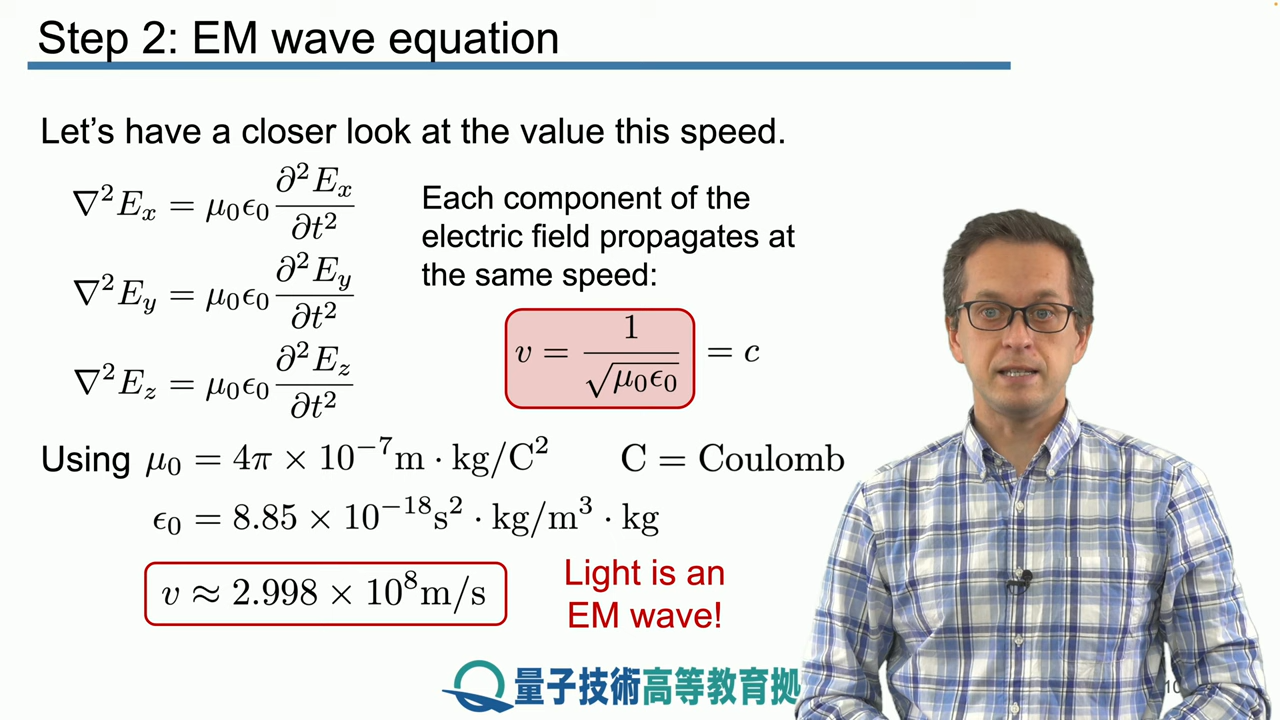 Step 2: EM wave equation
Let's have a closer look at the value this speed.
∇²Eₓ = μ₀ϵ₀ ∂²Eₓ/∂t²
∇²E_y = μ₀ϵ₀ ∂²E_y/∂t²
∇²E_z = μ₀ϵ₀ ∂²E_z/∂t²
Each component of the
electric field propagates at
the same speed:
v = 1/√(μ₀ϵ₀) = c
Using μ₀ = 4π × 10⁻⁷m · kg/C² C = Coulomb
ϵ₀ = 8.85 × 10⁻¹⁸s² · kg/m³ · kg
v ≈ 2.998 × 10⁸m/s
Light is an
EM wave!
量子技術高等教育拠
10